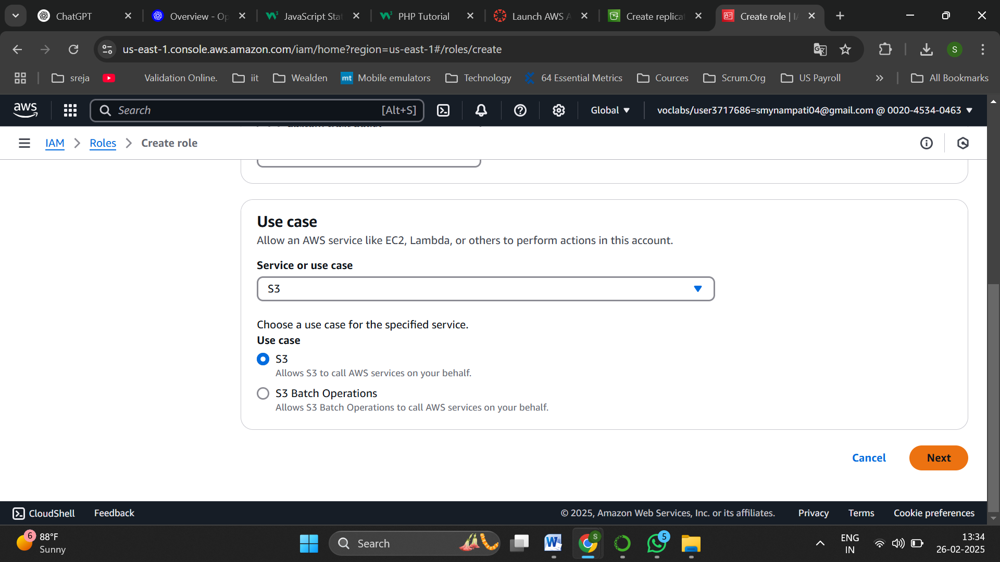 ChatGPT
Overview - Op
JavaScript Sta
PHP Tutorial
Launch AWS A
Create replicat
Create role | IA
us-east-1.console.aws.amazon.com/iam/home?region=us-east-1#/roles/create
S
sreja
Validation Online.
iit
Wealden
mt
Mobile emulators
Technology
64 Essential Metrics
Cources
Scrum.Org
US Payroll
»
All Bookmarks
aws
Search
[Alt+S]
Global
voclabs/user3717686=smynampati04@gmail.com @ 0020-4534-0463
IAM
Roles
Create role
Use case
Allow an AWS service like EC2, Lambda, or others to perform actions in this account.
Service or use case
S3
Choose a use case for the specified service.
Use case
S3
Allows S3 to call AWS services on your behalf.
S3 Batch Operations
Allows S3 Batch Operations to call AWS services on your behalf.
Cancel
Next
CloudShell
Feedback
© 2025, Amazon Web Services, Inc. or its affiliates.
Privacy
Terms
Cookie preferences
6
88°F
Sunny
Search
W
S
5
ENG
IN
13:34
26-02-2025